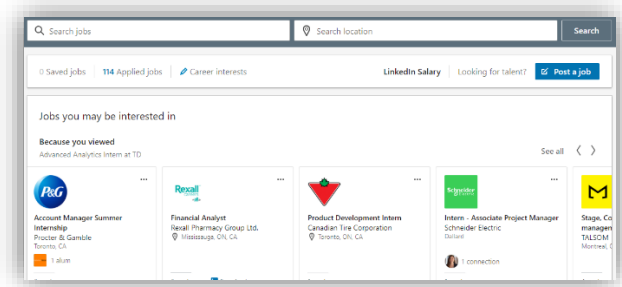 Search jobs
Search location
Search
0 Saved jobs
114 Applied jobs
Career interests
LinkedIn Salary
Looking for talent?
Post a job
Jobs you may be interested in
Because you viewed
Advanced Analytics Intern at TD
See all
P&G
Account Manager Summer
Internship
Procter & Gamble
Toronto, CA
1 alum
Rexall
Financial Analyst
Rexall Pharmacy Group Ltd.
Mississauga, ON, CA
Product Development Intern
Canadian Tire Corporation
Toronto, ON, CA
Schneider
Intern - Associate Project Manager
Schneider Electric
1 connection
Stage, Co
managem
TALSOM
Montreal,